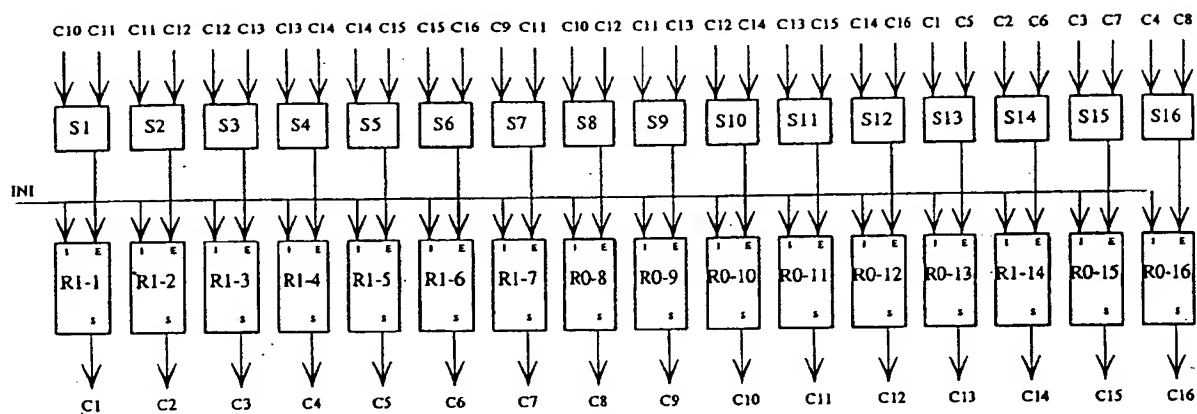 C10 C11 C11 C12 C12 C13 C13 C14 C14 C15 C15 C16 C9 C11 C10 C12 C11 C13 C12 C14 C13 C15 C14 C16 C1 C5 C2 C6 C3 C7 C4 C8
S1 S2 S3 S4 S5 S6 S7 S8 S9 S10 S11 S12 S13 S14 S15 S16
INI
I E I E I E I E I E I E I E I E I E I E I E I E I E I E I E I E
R1-1 R1-2 R1-3 R1-4 R1-5 R1-6 R1-7 R0-8 R0-9 R0-10 R0-11 R0-12 R0-13 R1-14 R0-15 R0-16
s s s s s s s s s s s s s s s s
C1 C2 C3 C4 C5 C6 C7 C8 C9 C10 C11 C12 C13 C14 C15 C16